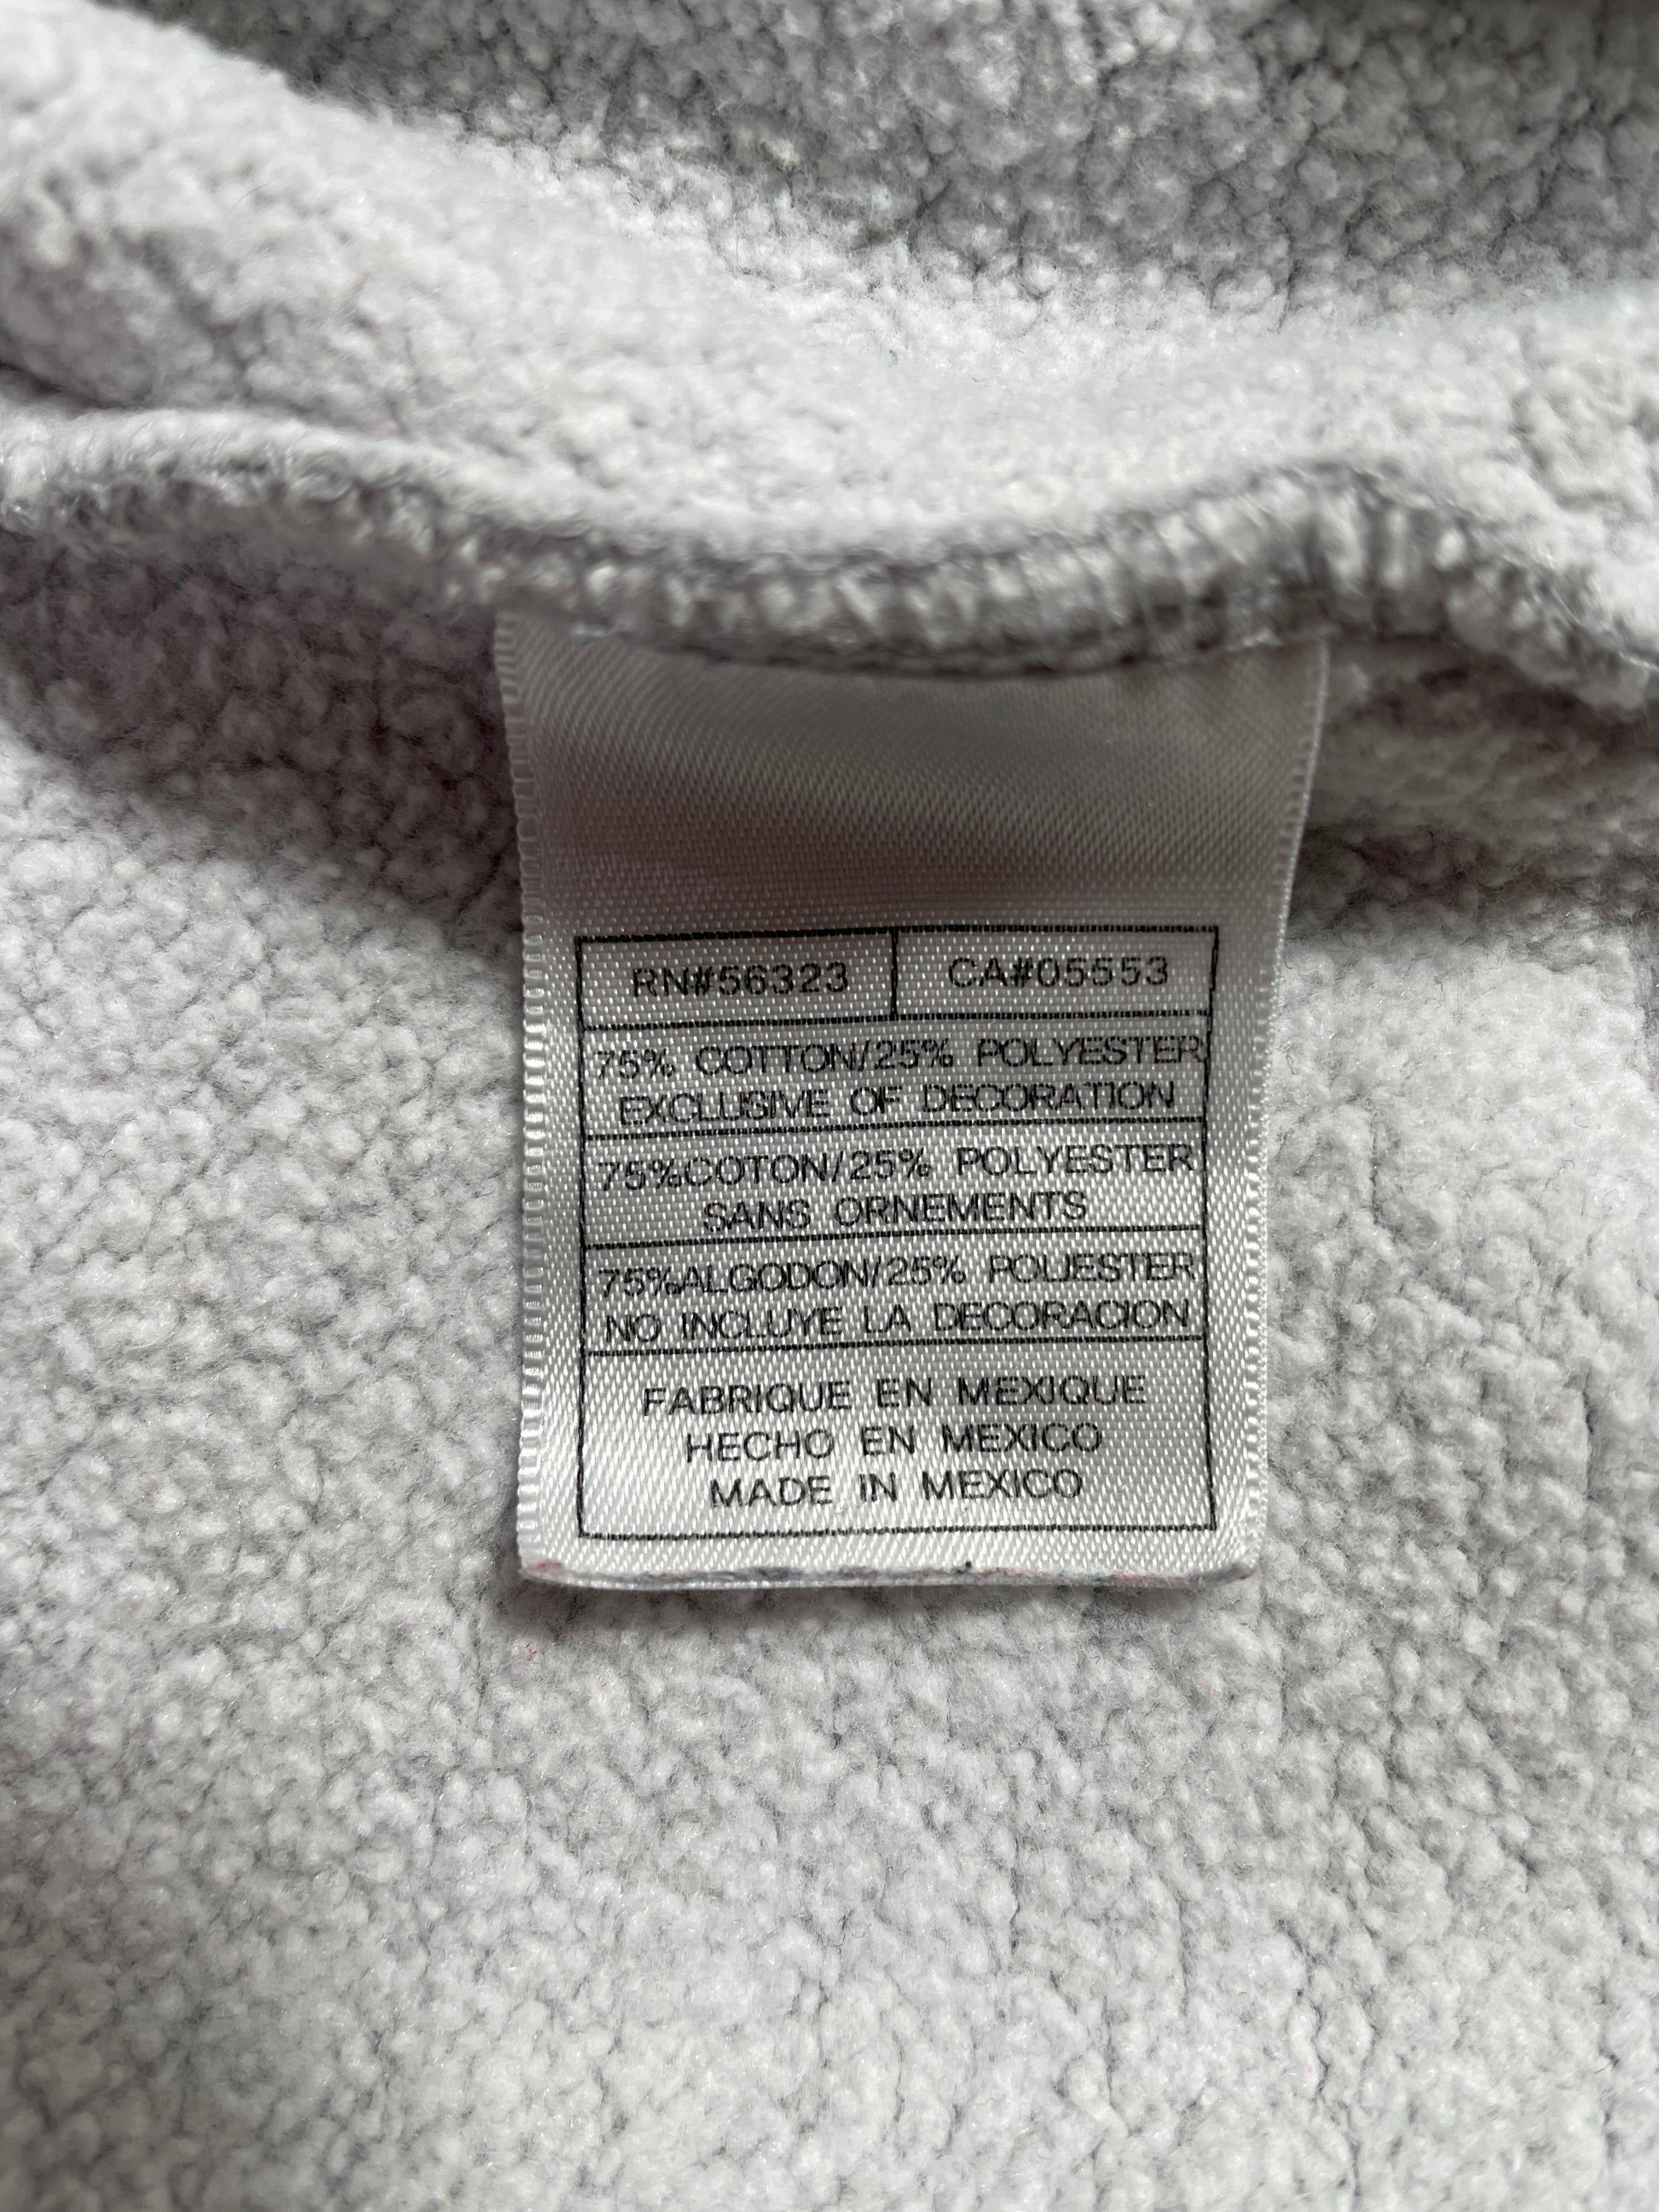 RN#56323 CA#05553
75% COTTON/25% POLYESTER
EXCLUSIVE OF DECORATION
75%COTON/25% POLYESTER
SANS ORNEMENTS
75%ALGODON/25% POLIESTER
NO INCLUYE LA DECORACION
FABRIQUE EN MEXIQUE
HECHO EN MEXICO
MADE IN MEXICO